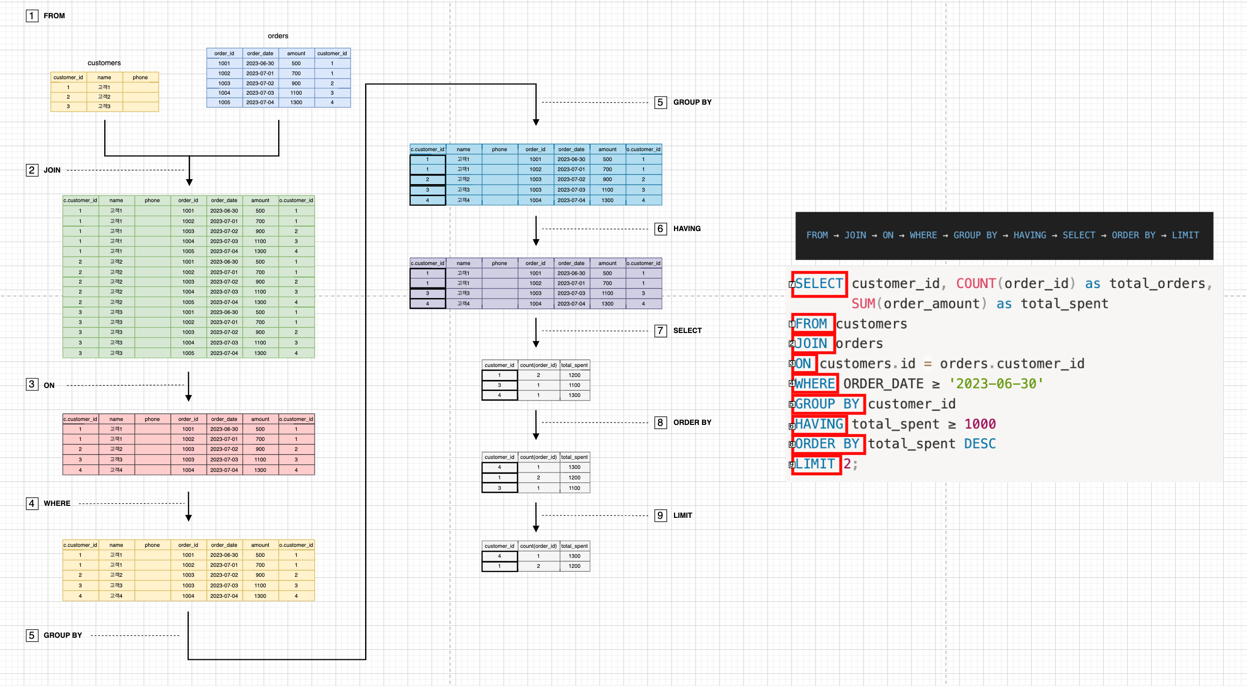 1 FROM
customers
customer_id name phone
1 고객1
2 고객2
3 고객3
orders
order_id order_date amount customer_id
1001 2023-06-30 500 1
1002 2023-07-01 700 1
1003 2023-07-02 900 2
1004 2023-07-03 1100 3
1005 2023-07-04 1300 4
2 JOIN
c.customer_id name phone order_id order_date amount o.customer_id
1 고객1 1001 2023-06-30 500 1
1 고객1 1002 2023-07-01 700 1
1 고객1 1003 2023-07-02 900 2
1 고객1 1004 2023-07-03 1100 3
1 고객1 1005 2023-07-04 1300 4
2 고객2 1001 2023-06-30 500 1
2 고객2 1002 2023-07-01 700 1
2 고객2 1003 2023-07-02 900 2
2 고객2 1004 2023-07-03 1100 3
2 고객2 1005 2023-07-04 1300 4
3 고객3 1001 2023-06-30 500 1
3 고객3 1002 2023-07-01 700 1
3 고객3 1003 2023-07-02 900 2
3 고객3 1004 2023-07-03 1100 3
3 고객3 1005 2023-07-04 1300 4
3 ON
c.customer_id name phone order_id order_date amount o.customer_id
1 고객1 1001 2023-06-30 500 1
1 고객1 1002 2023-07-01 700 1
2 고객2 1003 2023-07-02 900 2
3 고객3 1003 2023-07-03 1100 3
4 고객4 1004 2023-07-04 1300 4
4 WHERE
c.customer_id name phone order_id order_date amount o.customer_id
1 고객1 1001 2023-06-30 500 1
1 고객1 1002 2023-07-01 700 1
2 고객2 1003 2023-07-02 900 2
3 고객3 1003 2023-07-03 1100 3
4 고객4 1004 2023-07-04 1300 4
5 GROUP BY
5 GROUP BY
c.customer_id name phone order_id order_date amount o.customer_id
1 고객1 1001 2023-06-30 500 1
1 고객1 1002 2023-07-01 700 1
2 고객2 1003 2023-07-02 900 2
3 고객3 1003 2023-07-03 1100 3
4 고객4 1004 2023-07-04 1300 4
6 HAVING
c.customer_id name phone order_id order_date amount o.customer_id
1 고객1 1001 2023-06-30 500 1
1 고객1 1002 2023-07-01 700 1
3 고객3 1003 2023-07-03 1100 3
4 고객4 1004 2023-07-04 1300 4
7 SELECT
customer_id count(order_id) total_spent
1 2 1200
3 1 1100
4 1 1300
8 ORDER BY
customer_id count(order_id) total_spent
4 1 1300
1 2 1200
3 1 1100
9 LIMIT
customer_id count(order_id) total_spent
4 1 1300
1 2 1200
FROM → JOIN → ON → WHERE → GROUP BY → HAVING → SELECT → ORDER BY → LIMIT
7 SELECT customer_id, COUNT(order_id) as total_orders,
SUM(order_amount) as total_spent
1 FROM customers
2 JOIN orders
3 ON customers.id = orders.customer_id
4 WHERE ORDER_DATE ≥ '2023-06-30'
5 GROUP BY customer_id
6 HAVING total_spent ≥ 1000
8 ORDER BY total_spent DESC
9 LIMIT 2;